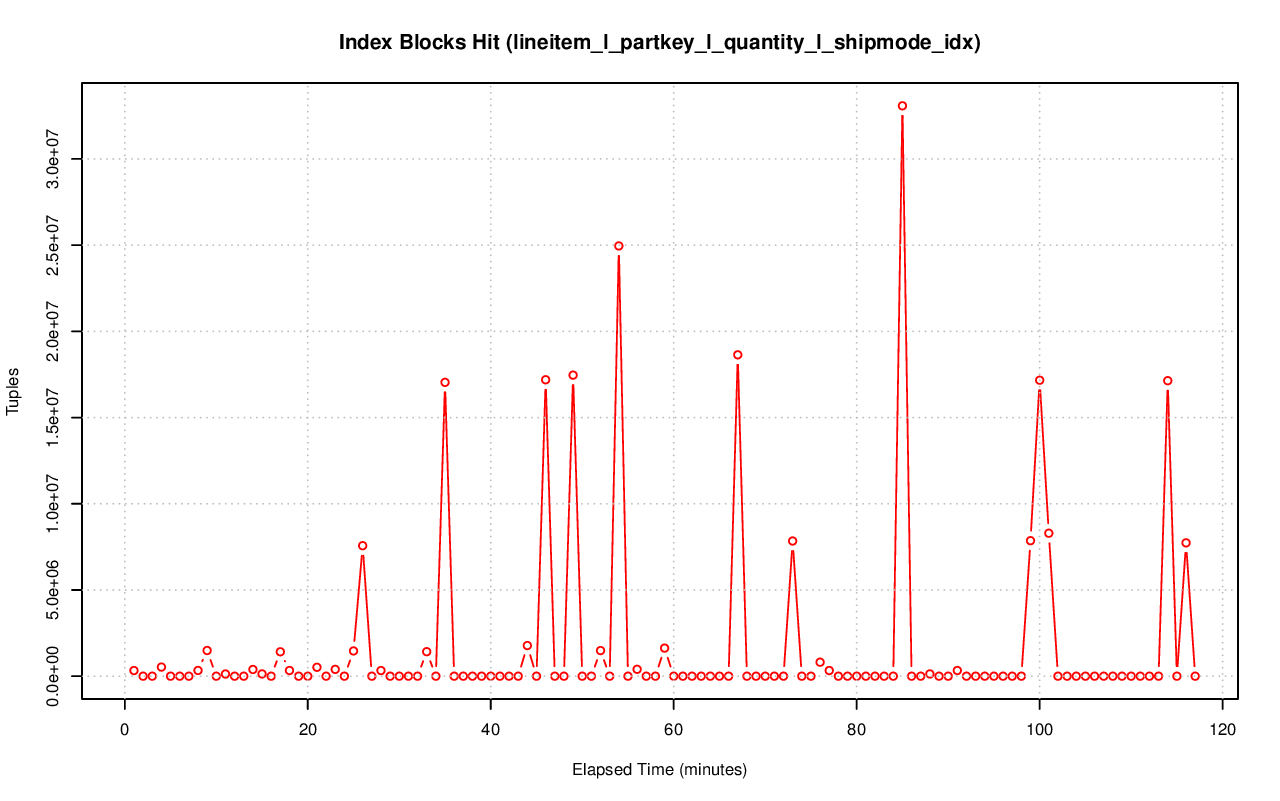 Index Blocks Hit (lineitem_l_partkey_l_quantity_l_shipmode_idx)
Tuples
3.0e+07
2.5e+07
2.0e+07
1.5e+07
1.0e+07
5.0e+06
0.0e+00
0 20 40 60 80 100 120
Elapsed Time (minutes)